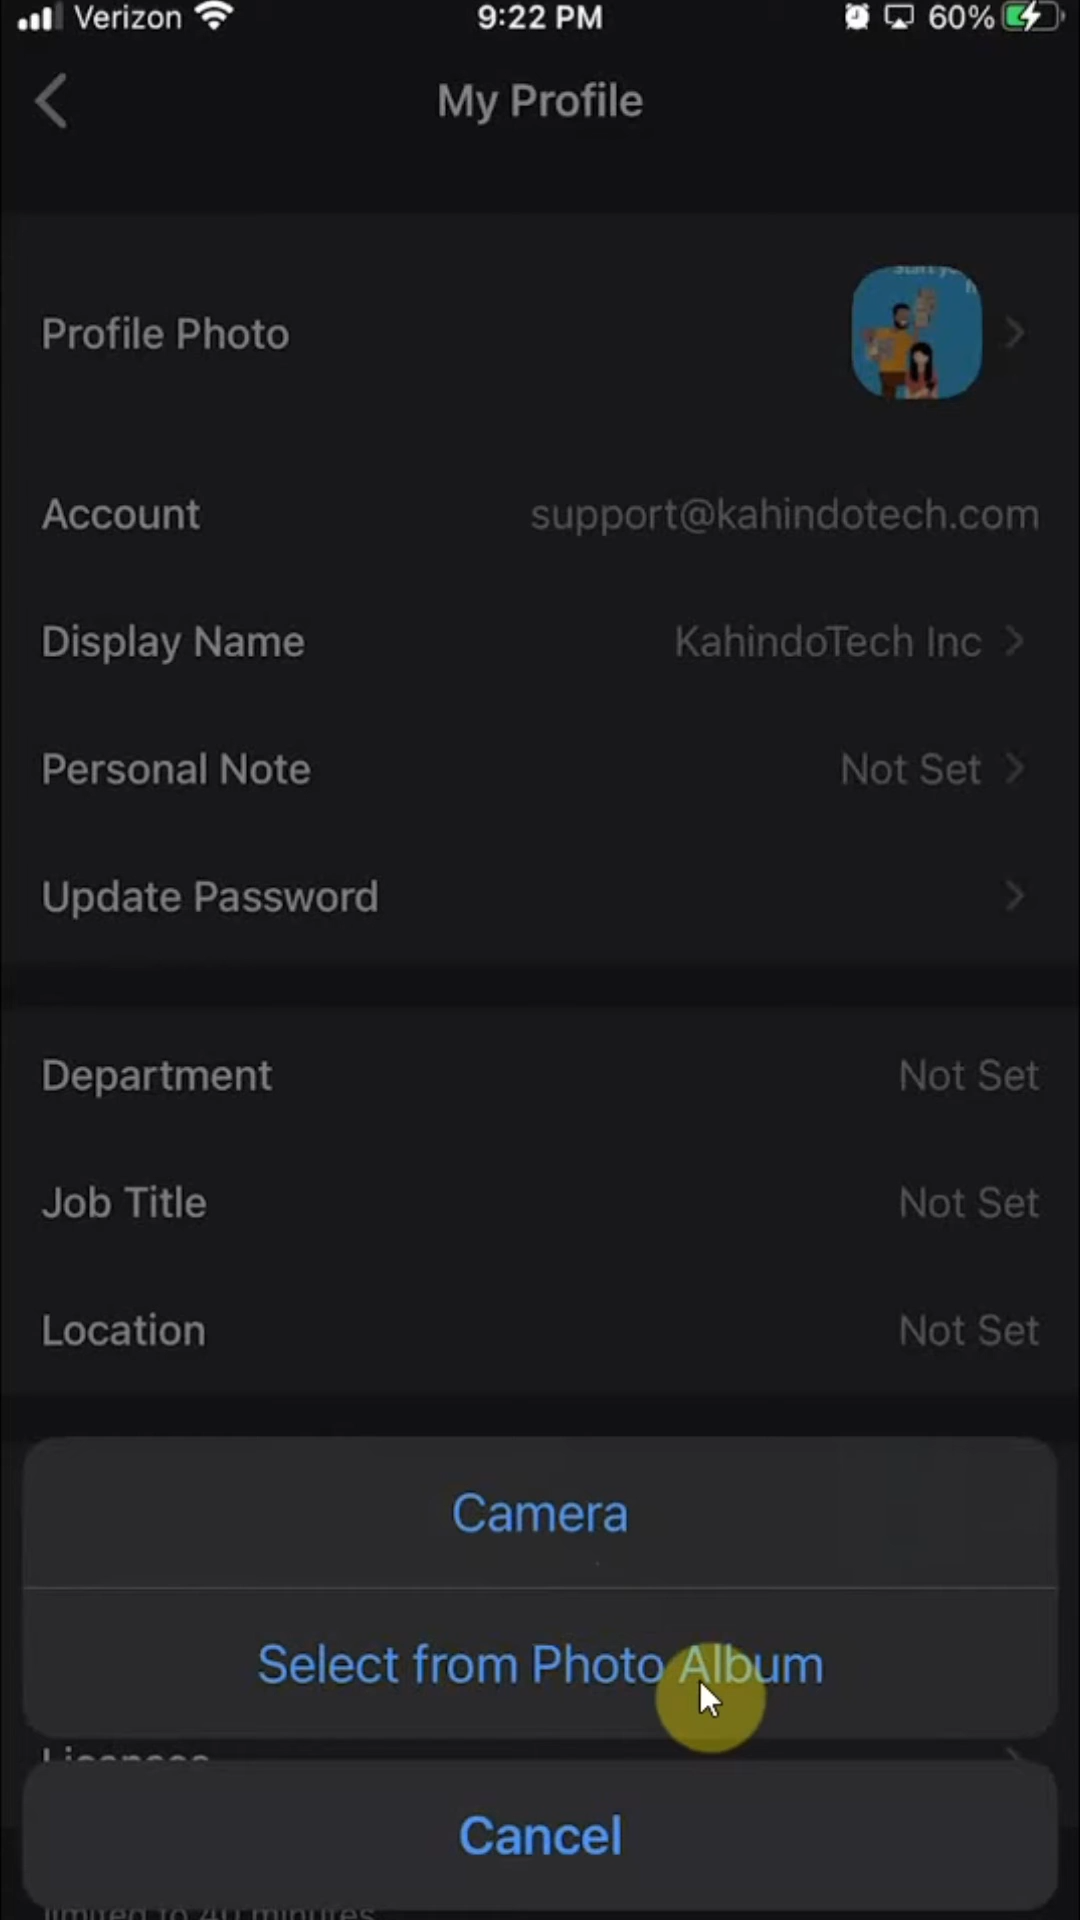 Verizon 9:22 PM 60%
My Profile
Start yo
Profile Photo
Account support@kahindotech.com
Display Name KahindoTech Inc
Personal Note Not Set
Update Password
Department Not Set
Job Title Not Set
Location Not Set
Camera
Select from Photo Album
Licenses
Cancel
limited to 40 minutes